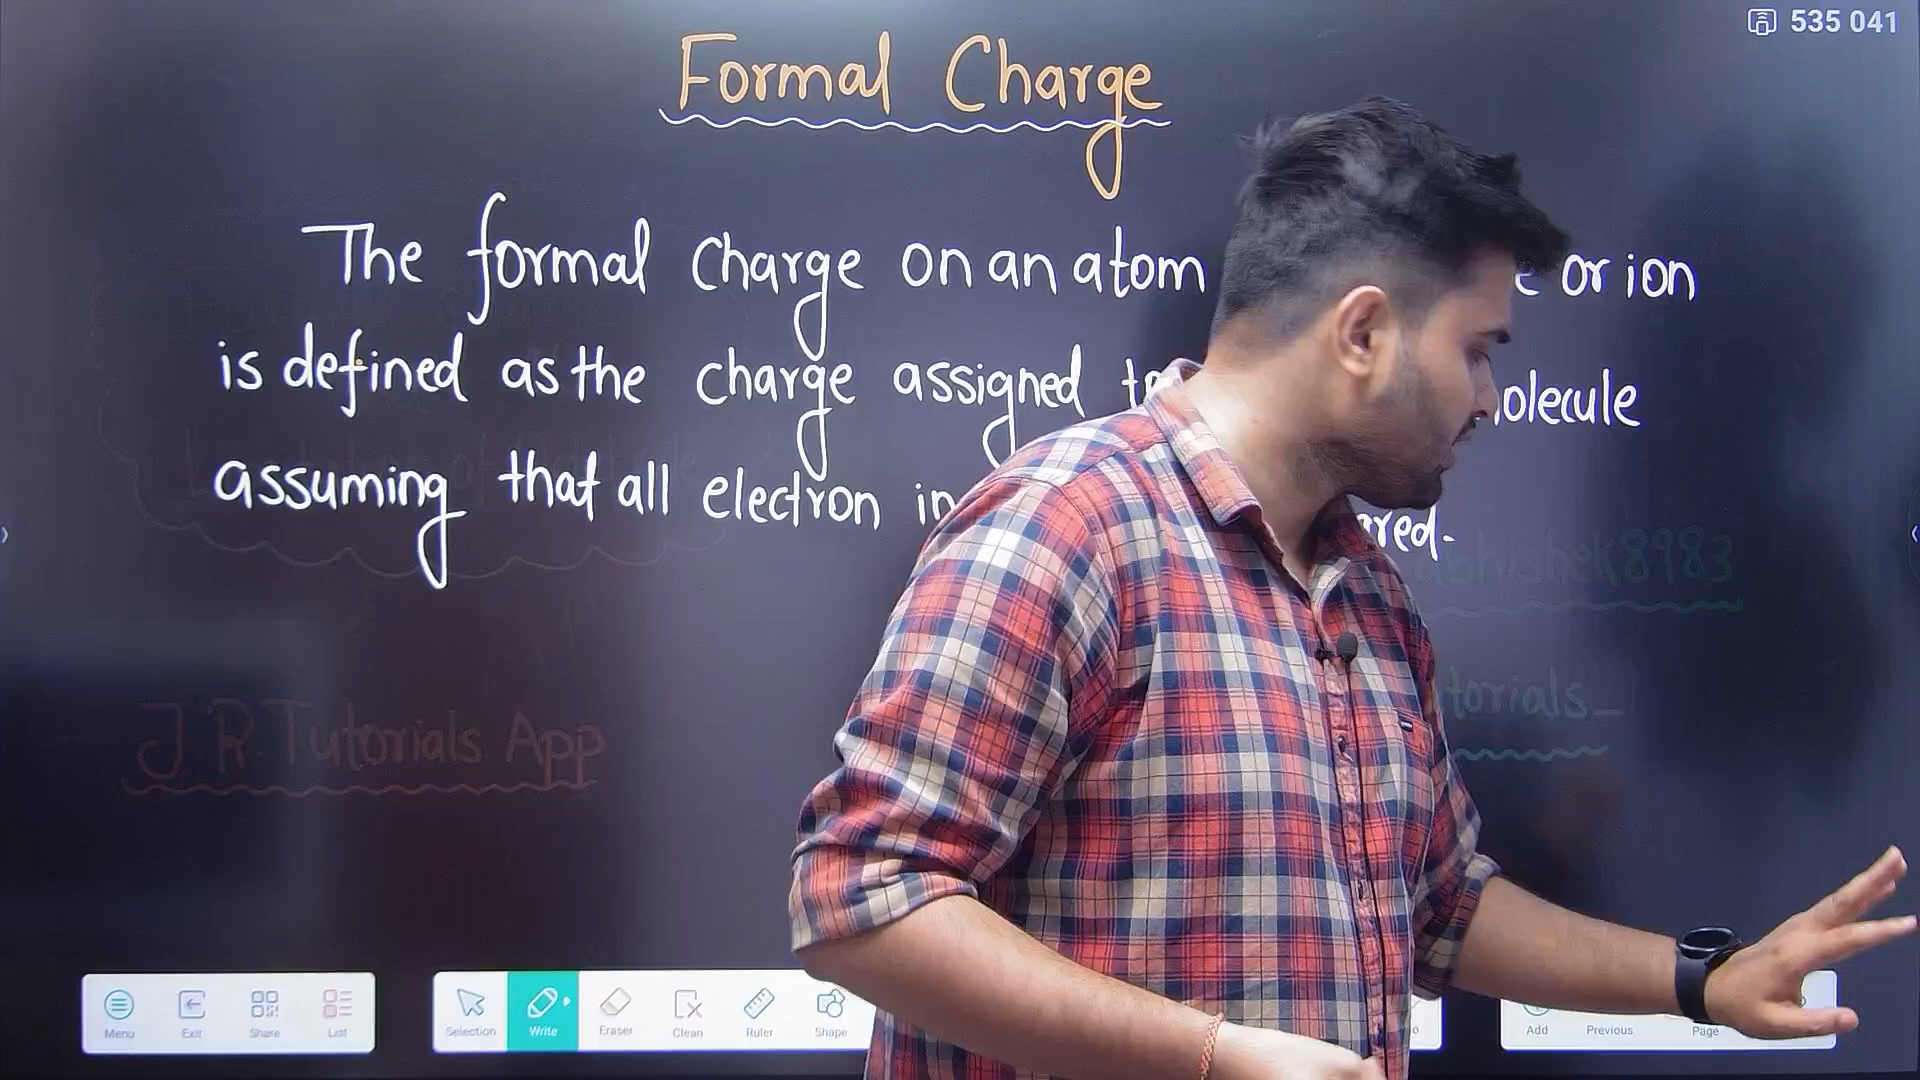 535 041
Formal Charge
The formal charge on an atom or ion
is defined as the charge assigned to
assuming that all electron in
abhishek8983
J.R. Tutorials App
Menu Exit Share List
Selection Write Eraser Clean Ruler Shape
Add Previous Page